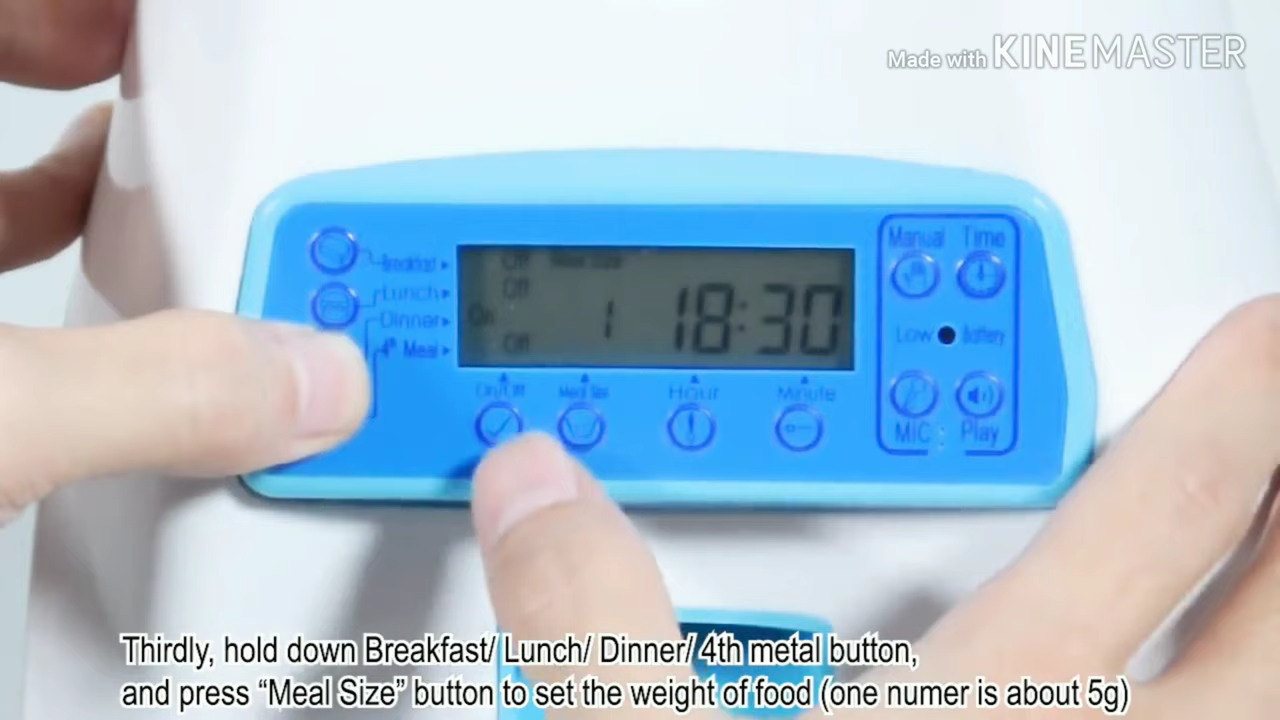 Made with KINEMASTER
Breakfast
Lunch
Dinner
4th Meal
Off Meal Size
Off
On 1 18:30
Off
On/Off Meal Size Hour Minute
Manual Time
Low Battery
MIC Play
Thirdly, hold down Breakfast/ Lunch/ Dinner/ 4th metal button,
and press “Meal Size” button to set the weight of food (one numer is about 5g)